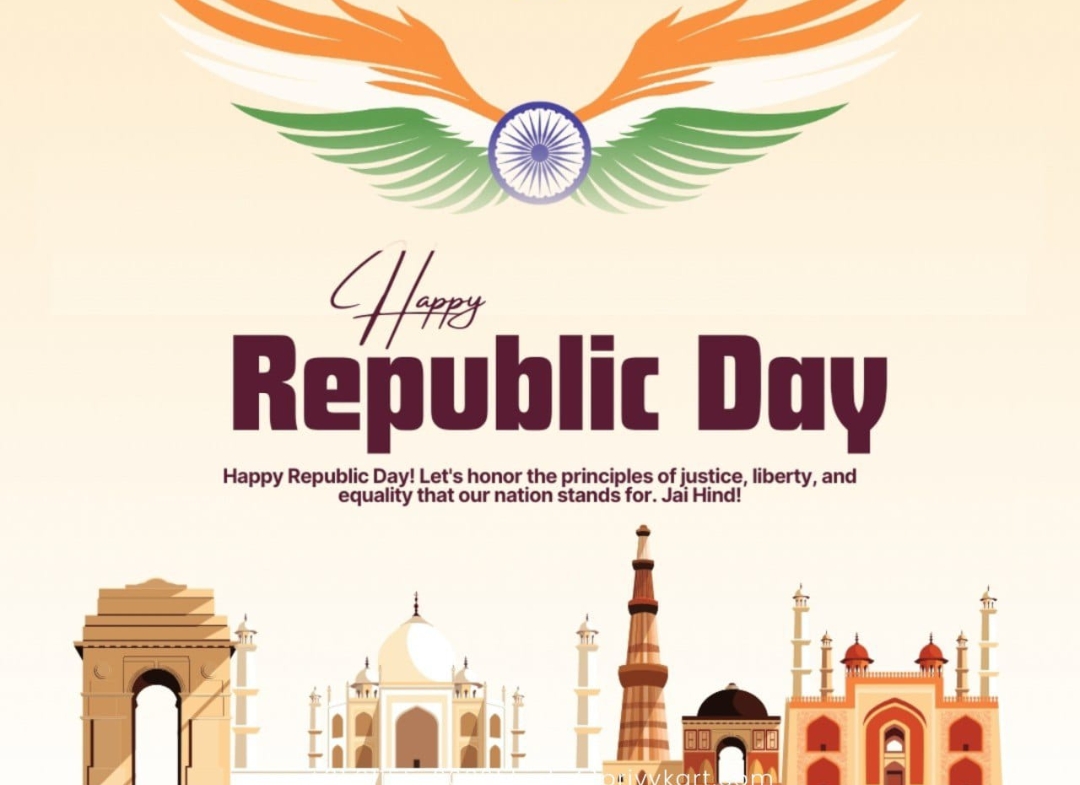 Happy
Republic Day
Happy Republic Day! Let's honor the principles of justice, liberty, and
equality that our nation stands for. Jai Hind!